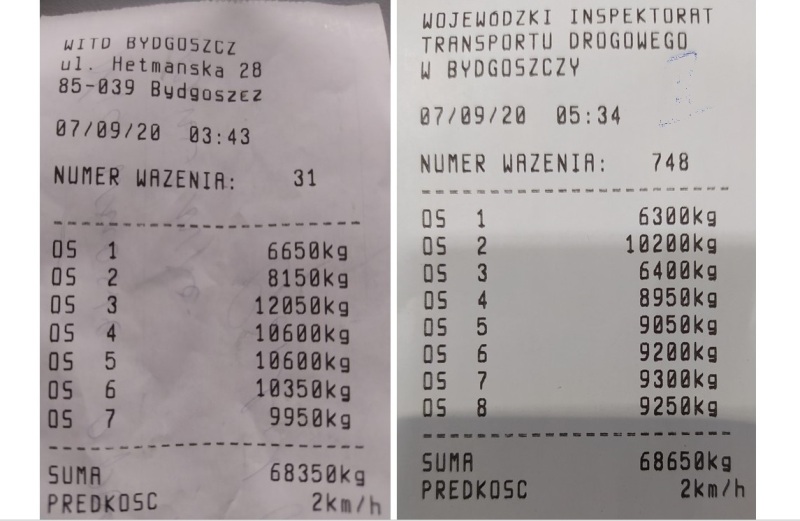 WITD BYDGOSZCZ
ul. Hetmanska 28
85-039 Bydgoszcz
07/09/20 03:43
NUMER WAZENIA: 31
OS 1 6650kg
OS 2 8150kg
OS 3 12050kg
OS 4 10600kg
OS 5 10600kg
OS 6 10350kg
OS 7 9950kg
SUMA 68350kg
PREDKOSC 2km/h
WOJEWODZKI INSPEKTORAT
TRANSPORTU DROGOWEGO
W BYDGOSZCZY
07/09/20 05:34
NUMER WAZENIA: 748
OS 1 6300kg
OS 2 10200kg
OS 3 6400kg
OS 4 8950kg
OS 5 9050kg
OS 6 9200kg
OS 7 9300kg
OS 8 9250kg
SUMA 68650kg
PREDKOSC 2km/h